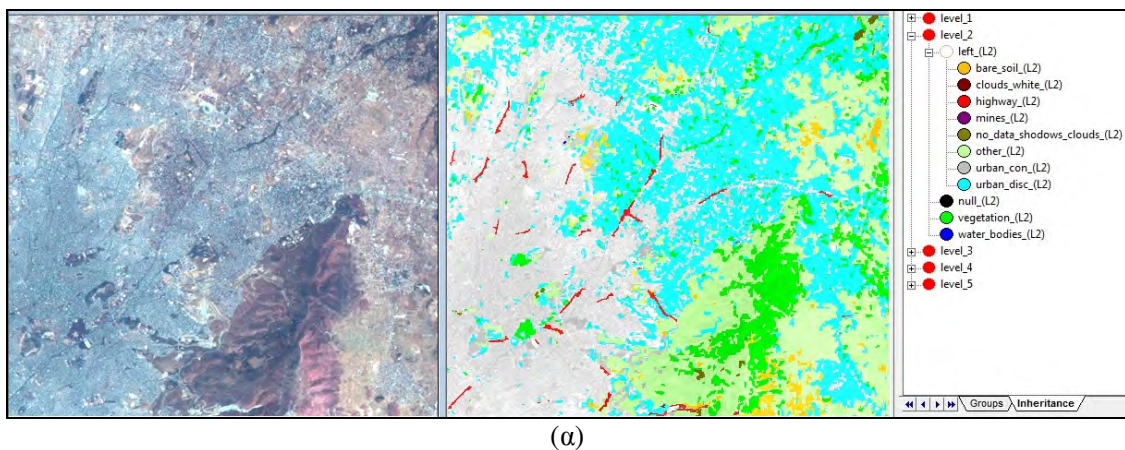 level_1
level_2
left_(L2)
bare_soil_(L2)
clouds_white_(L2)
highway_(L2)
mines_(L2)
no_data_shodows_clouds_(L2)
other_(L2)
urban_con_(L2)
urban_disc_(L2)
null_(L2)
vegetation_(L2)
water_bodies_(L2)
level_3
level_4
level_5
Groups Inheritance
(α)